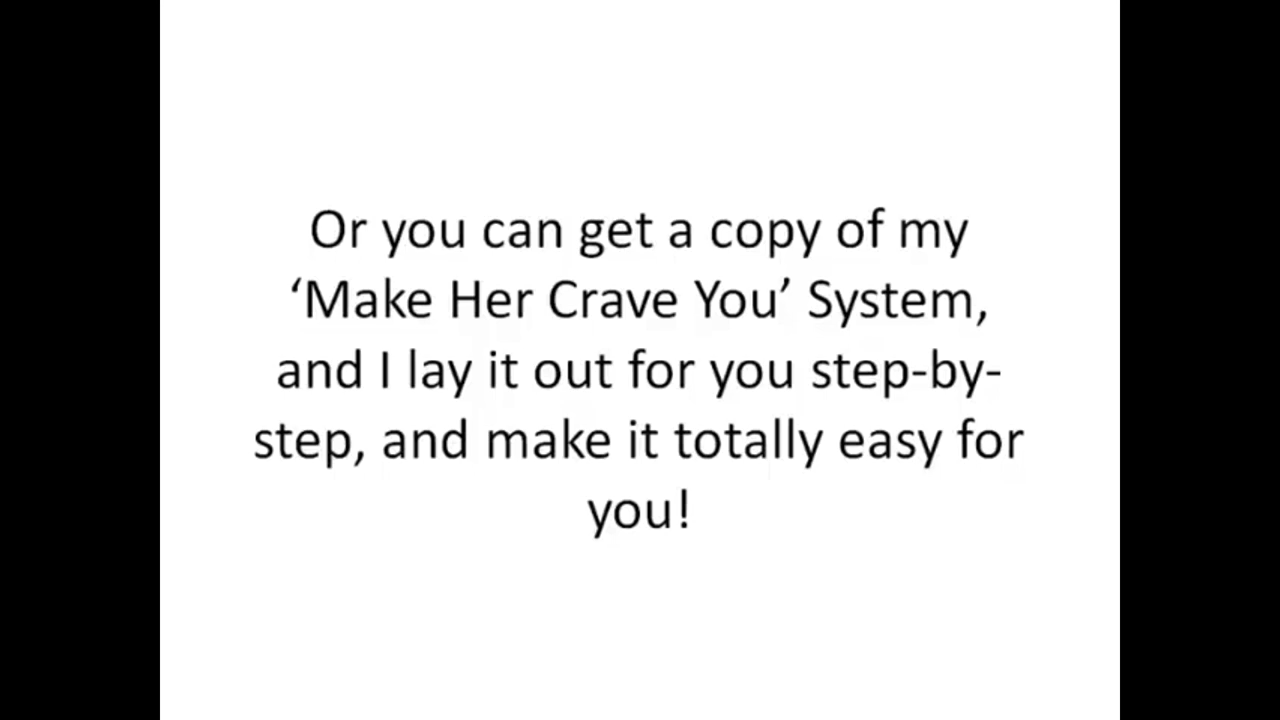 Or you can get a copy of my
‘Make Her Crave You’ System,
and I lay it out for you step-by-
step, and make it totally easy for
you!